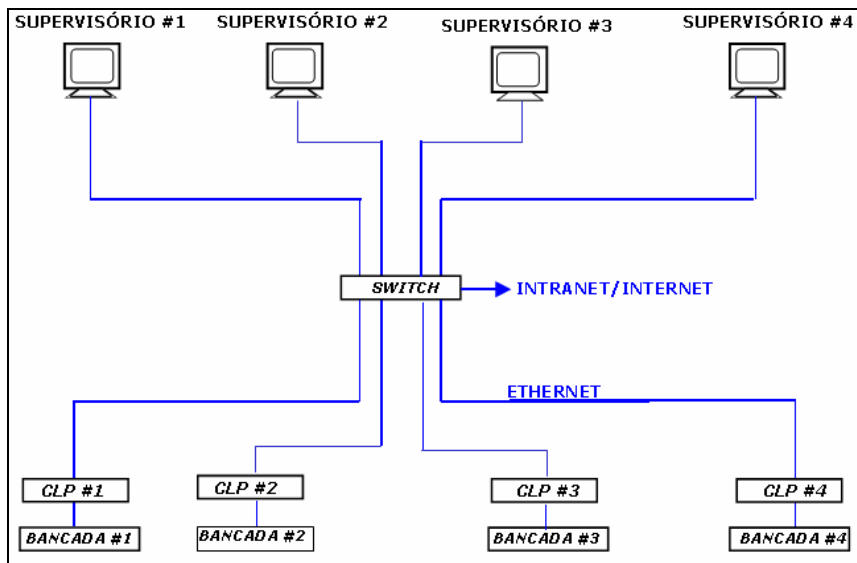 SUPERVISÓRIO #1
SUPERVISÓRIO #2
SUPERVISÓRIO #3
SUPERVISÓRIO #4
SWITCH
INTRANET/INTERNET
ETHERNET
CLP #1
CLP #2
CLP #3
CLP #4
BANCADA #1
BANCADA #2
BANCADA #3
BANCADA #4